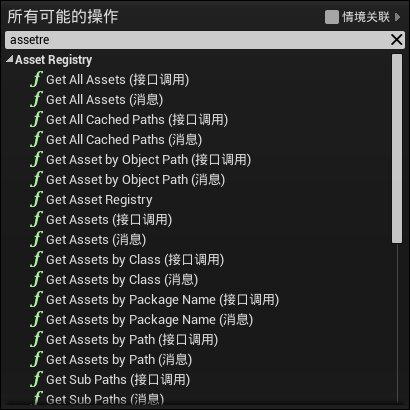 所有可能的操作
情境关联
assetre
Asset Registry
Get All Assets (接口调用)
Get All Assets (消息)
Get All Cached Paths (接口调用)
Get All Cached Paths (消息)
Get Asset by Object Path (接口调用)
Get Asset by Object Path (消息)
Get Asset Registry
Get Assets (接口调用)
Get Assets (消息)
Get Assets by Class (接口调用)
Get Assets by Class (消息)
Get Assets by Package Name (接口调用)
Get Assets by Package Name (消息)
Get Assets by Path (接口调用)
Get Assets by Path (消息)
Get Sub Paths (接口调用)
Get Sub Paths (消息)